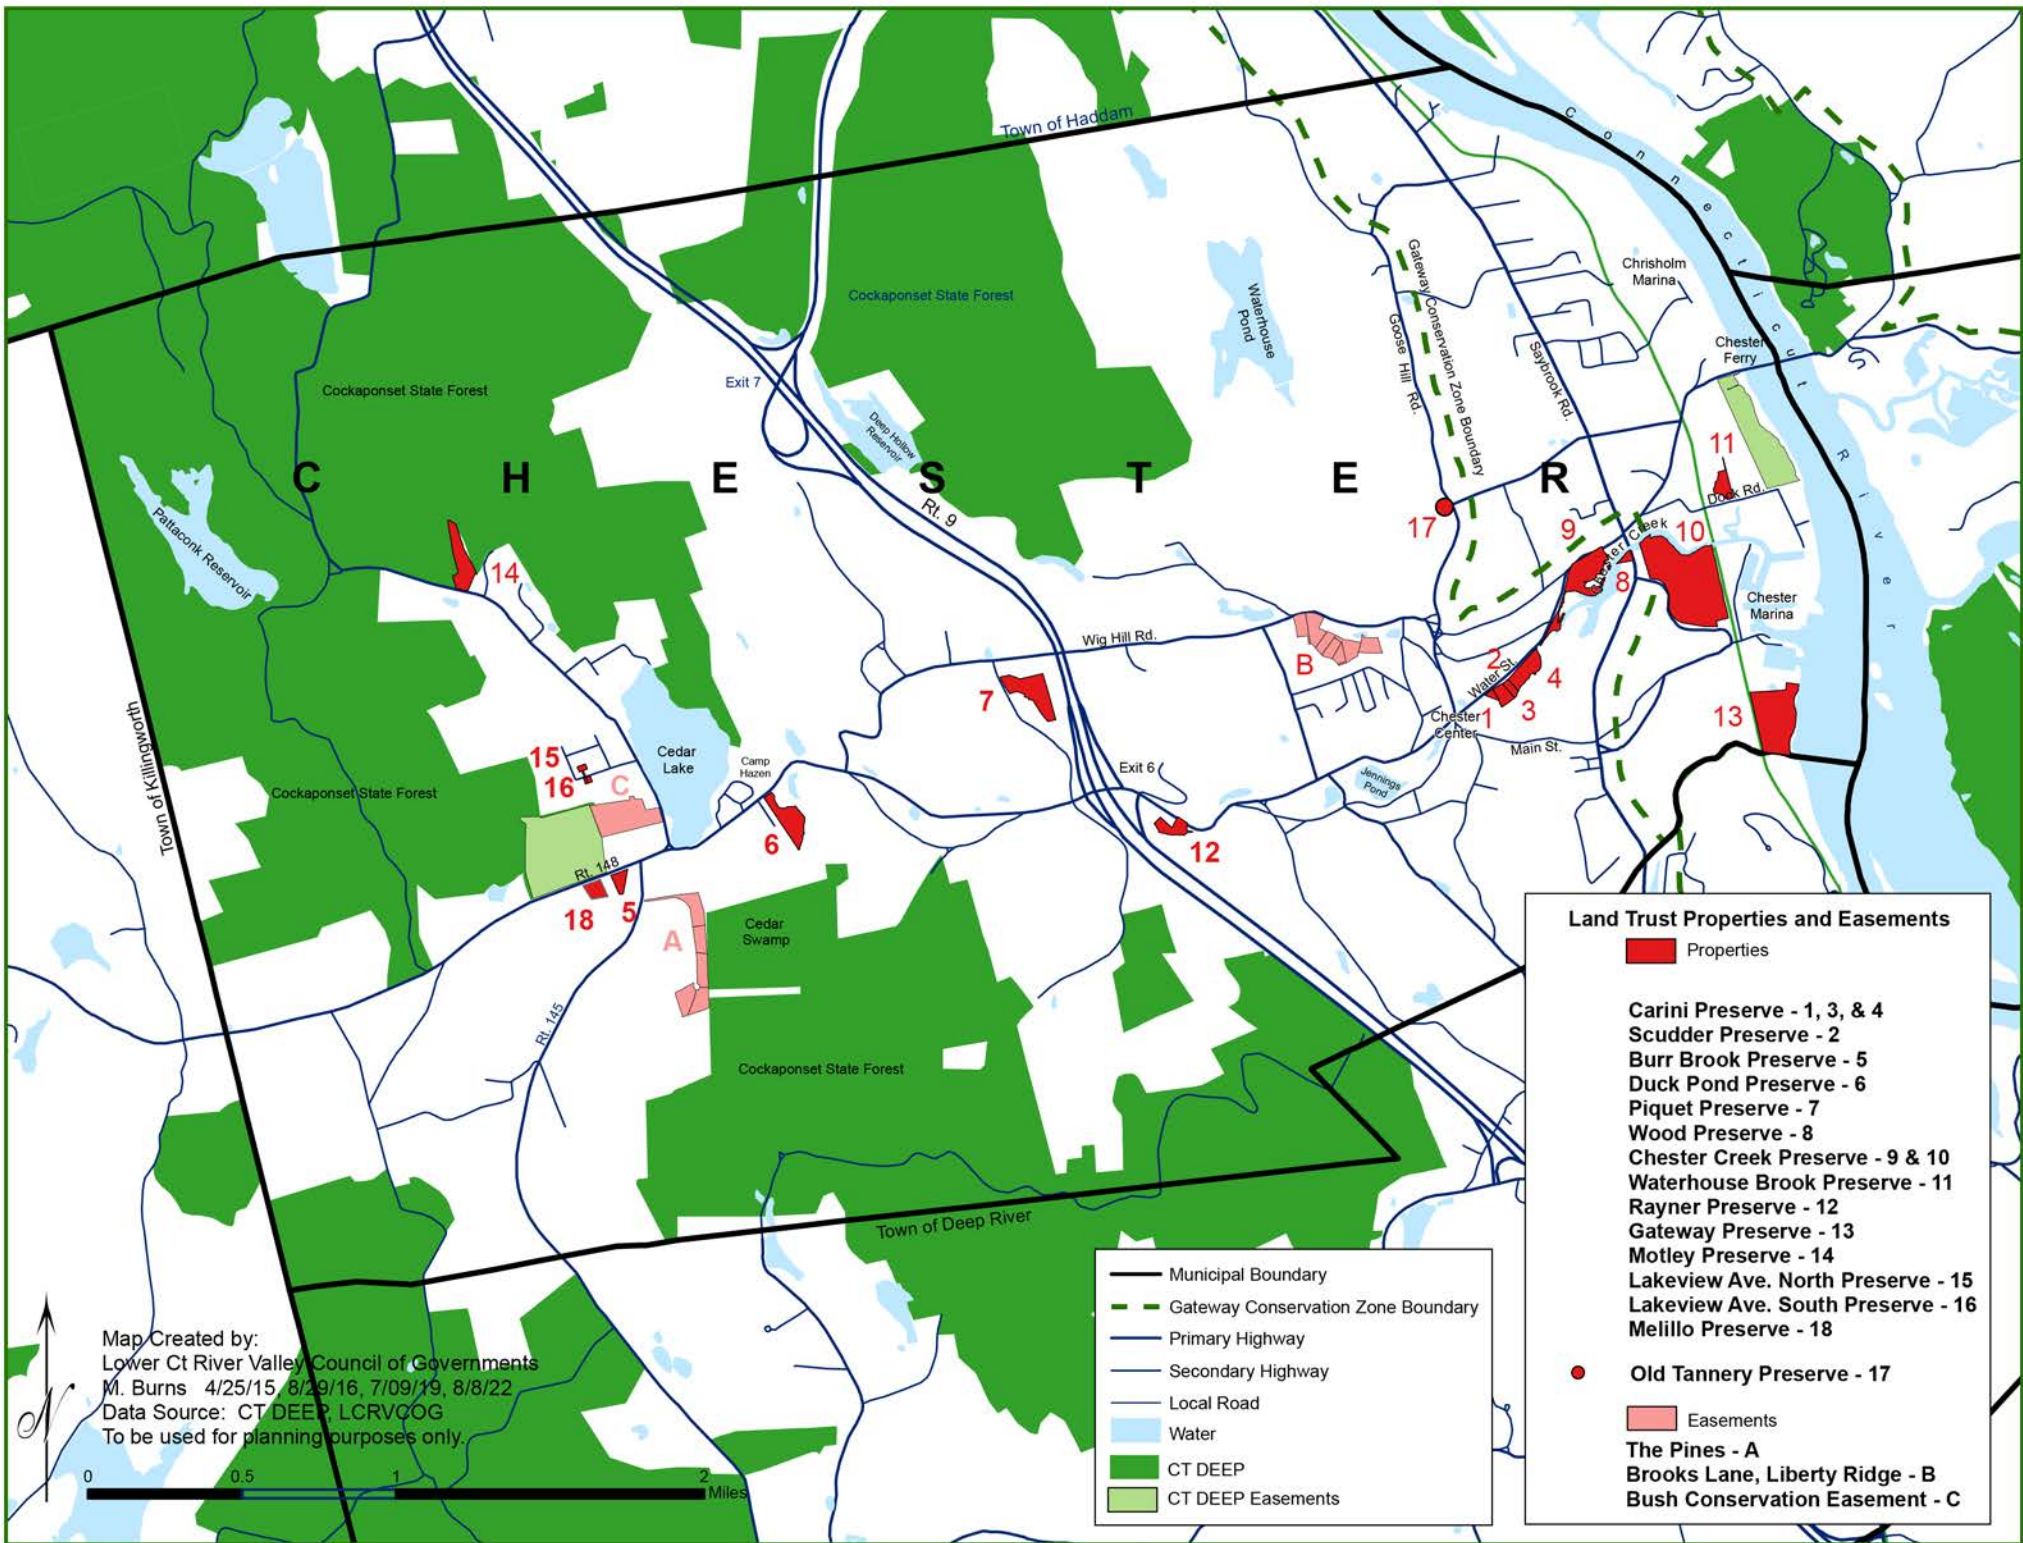 Town of Haddam
Connecticut River
Cockaponset State Forest
Waterhouse
Pond
Gateway Conservation Zone Boundary
Goose Hill Rd.
Saybrook Rd.
Chrisholm
Marina
Chester
Ferry
Exit 7
Cockaponset State Forest
Deep Hollow
Reservoir
11
Dock Rd.
C H E S T E R
Rt. 9
Pattaconk Reservoir
17
9
Chester Creek
10
14
8
Chester
Marina
Wig Hill Rd.
B
2
Water St.
4
7
1
3
13
Chester
Center
Main St.
Town of Killingworth
15
16
C
Cedar
Lake
Camp
Hazen
Exit 6
Jennings
Pond
Cockaponset State Forest
6
12
Rt. 148
18
5
A
Cedar
Swamp
Rt. 145
Cockaponset State Forest
Town of Deep River
Land Trust Properties and Easements
Properties
Carini Preserve - 1, 3, & 4
Scudder Preserve - 2
Burr Brook Preserve - 5
Duck Pond Preserve - 6
Piquet Preserve - 7
Wood Preserve - 8
Chester Creek Preserve - 9 & 10
Waterhouse Brook Preserve - 11
Rayner Preserve - 12
Gateway Preserve - 13
Motley Preserve - 14
Lakeview Ave. North Preserve - 15
Lakeview Ave. South Preserve - 16
Melillo Preserve - 18
Old Tannery Preserve - 17
Easements
The Pines - A
Brooks Lane, Liberty Ridge - B
Bush Conservation Easement - C
Municipal Boundary
Gateway Conservation Zone Boundary
Primary Highway
Secondary Highway
Local Road
Water
CT DEEP
CT DEEP Easements
N
Map Created by:
Lower Ct River Valley Council of Governments
M. Burns 4/25/15, 8/29/16, 7/09/19, 8/8/22
Data Source: CT DEEP, LCRVCOG
To be used for planning purposes only.
0 0.5 1 2
Miles